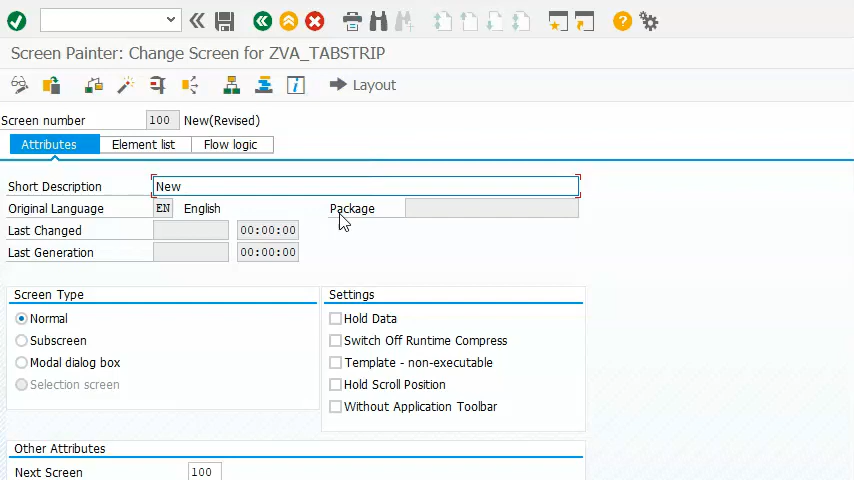 Screen Painter: Change Screen for ZVA_TABSTRIP
Layout
Screen number 100 New(Revised)
Attributes Element list Flow logic
Short Description New
Original Language EN English Package
Last Changed 00:00:00
Last Generation 00:00:00
Screen Type
Normal
Subscreen
Modal dialog box
Selection screen
Settings
Hold Data
Switch Off Runtime Compress
Template - non-executable
Hold Scroll Position
Without Application Toolbar
Other Attributes
Next Screen 100